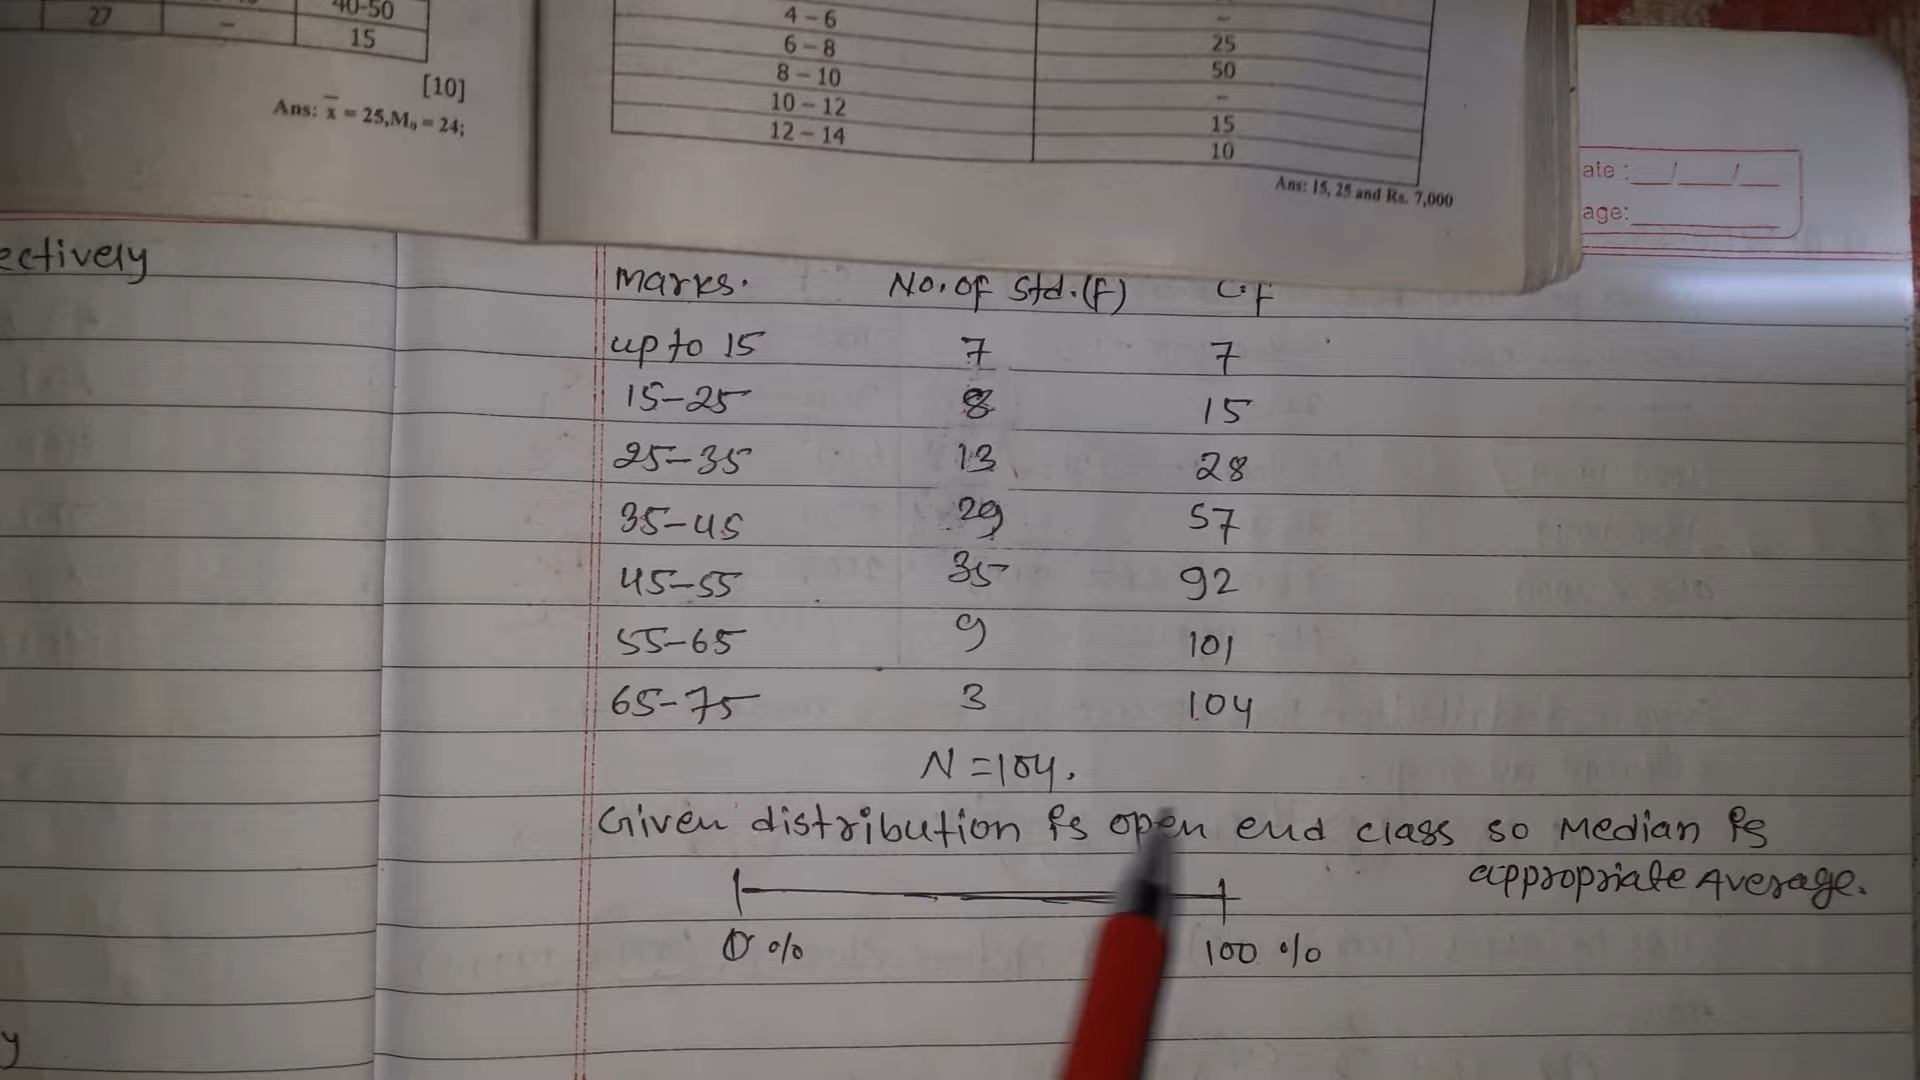 27
–
40-50
15
[10]
Ans: x̄ = 25, M₀ = 24;
4 – 6 –
6 – 8 25
8 – 10 50
10 – 12 –
12 – 14 15
10
Ans: 15, 25 and Rs. 7,000
ate : __/__/__
age:
ectively
Marks. No. of Std. (f) C.f
up to 15 7 7
15-25 8 15
25-35 13 28
35-45 29 57
45-55 35 92
55-65 9 101
65-75 3 104
N = 104.
Given distribution is open end class so Median is
appropriate Average.
0 % 100 %
y